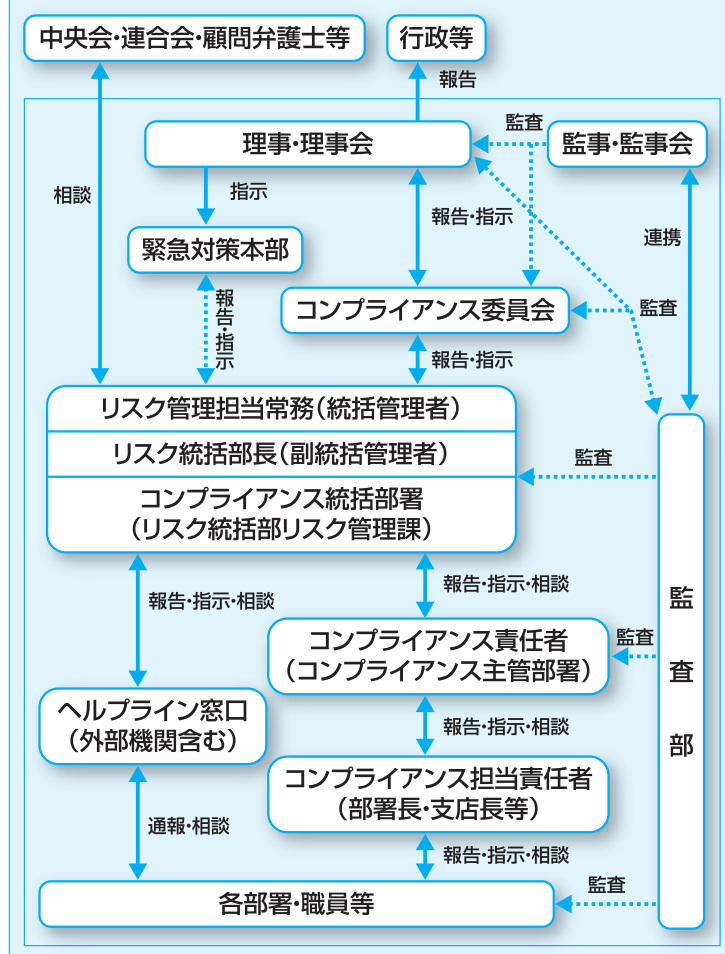 中央会・連合会・顧問弁護士等
行政等
報告
理事・理事会
監査
監事・監事会
相談
指示
報告・指示
連携
緊急対策本部
報告・指示
コンプライアンス委員会
監査
報告・指示
リスク管理担当常務(統括管理者)
リスク統括部長(副統括管理者)
監査
コンプライアンス統括部署
(リスク統括部リスク管理課)
報告・指示・相談
報告・指示・相談
監査部
コンプライアンス責任者
(コンプライアンス主管部署)
監査
ヘルプライン窓口
(外部機関含む)
報告・指示・相談
コンプライアンス担当責任者
(部署長・支店長等)
通報・相談
報告・指示・相談
各部署・職員等
監査